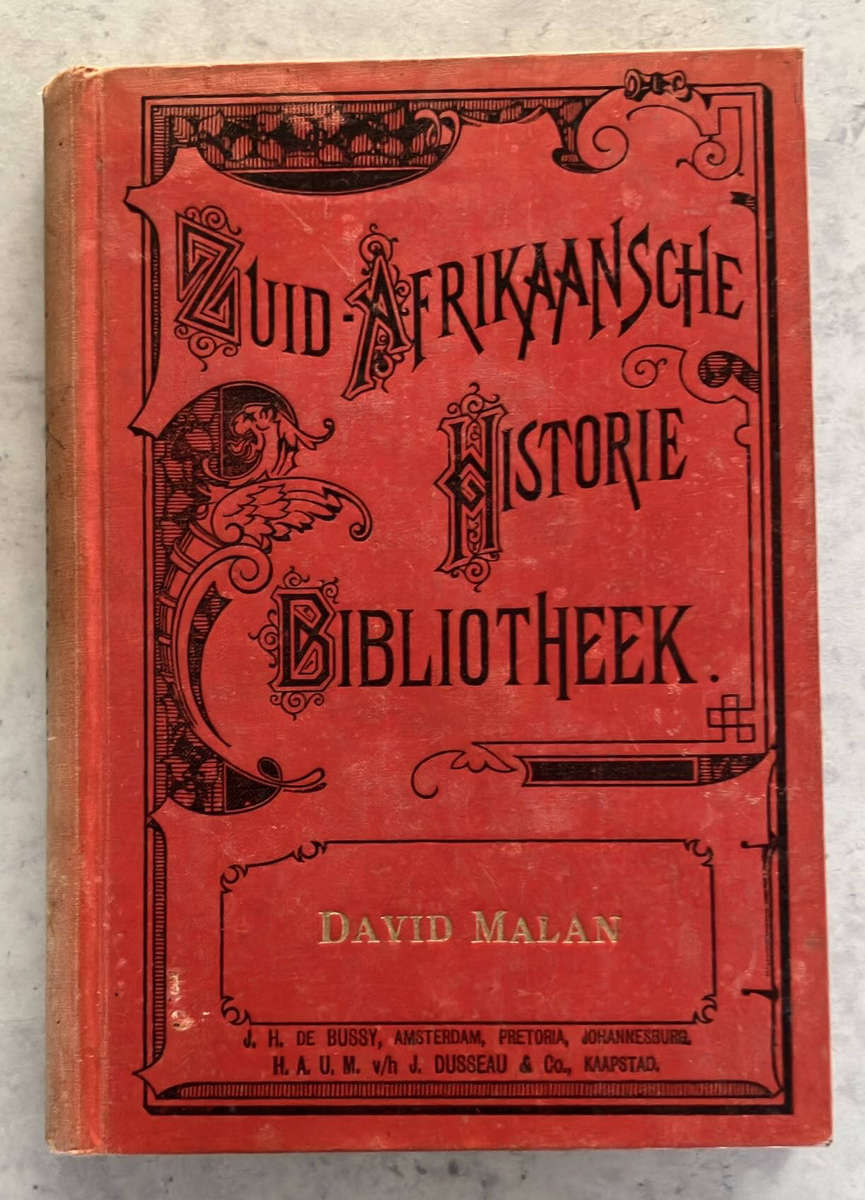 ZUID-AFRIKAANSCHE
HISTORIE
BIBLIOTHEEK.
DAVID MALAN
J. H. DE BUSSY, AMSTERDAM, PRETORIA, JOHANNESBURG.
H. A. U. M. v/h J. DUSSEAU & Co., KAAPSTAD.